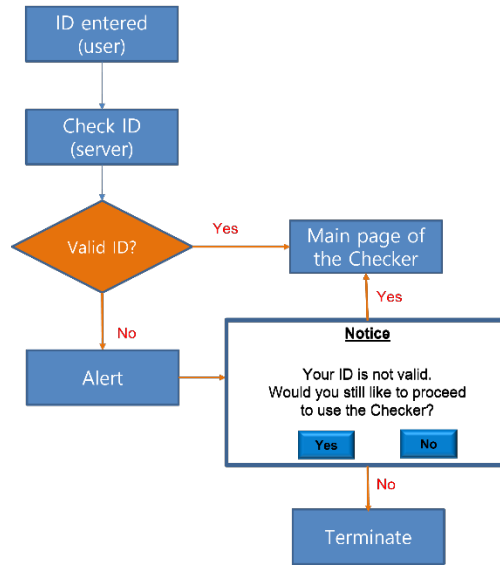 ID entered
(user)
Check ID
(server)
Valid ID?
Yes
Main page of
the Checker
Yes
No
Alert
Notice
Your ID is not valid.
Would you still like to proceed
to use the Checker?
Yes
No
No
Terminate